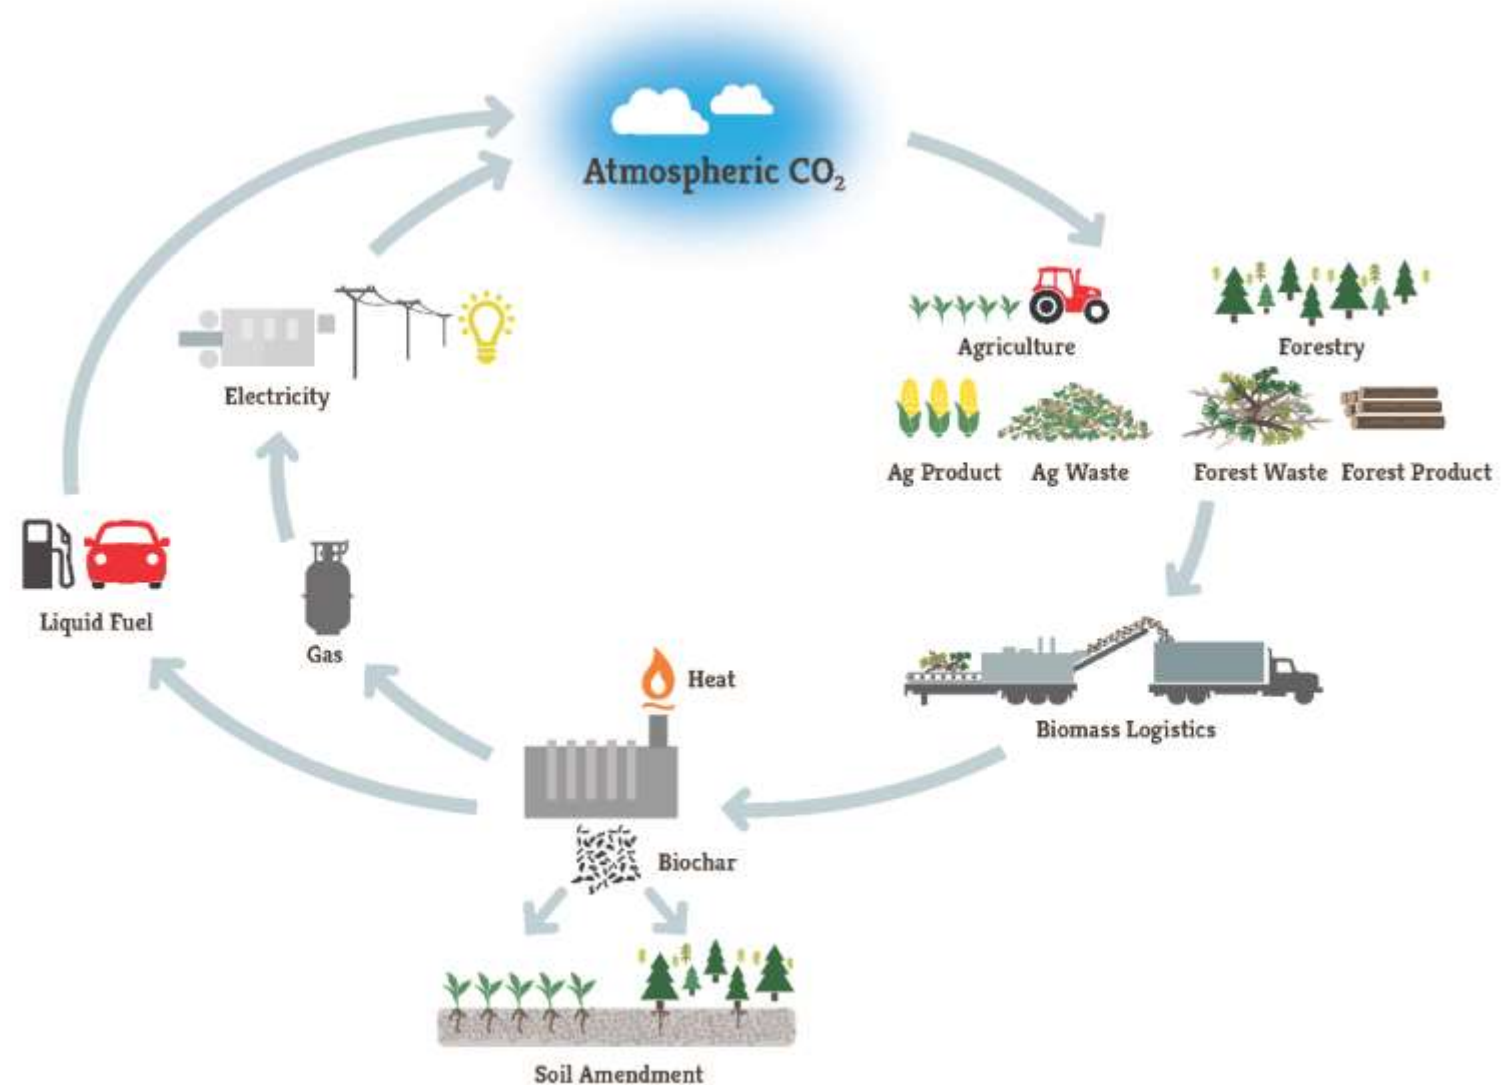 Atmospheric CO₂
Agriculture
Forestry
Ag Product
Ag Waste
Forest Waste
Forest Product
Electricity
Liquid Fuel
Gas
Heat
Biomass Logistics
Biochar
Soil Amendment